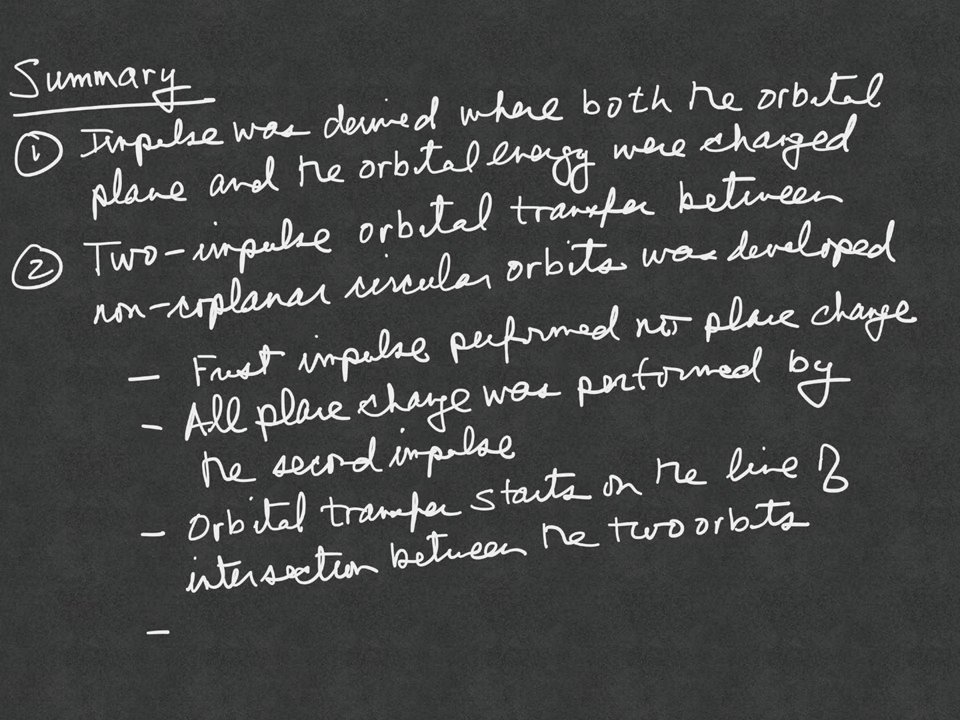 Summary
① Impulse was derived where both the orbital
plane and the orbital energy were changed
② Two-impulse orbital transfer between
non-coplanar circular orbits was developed
— First impulse performed no plane change
— All plane change was performed by
the second impulse
— Orbital transfer starts on the line of
intersection between the two orbits
—